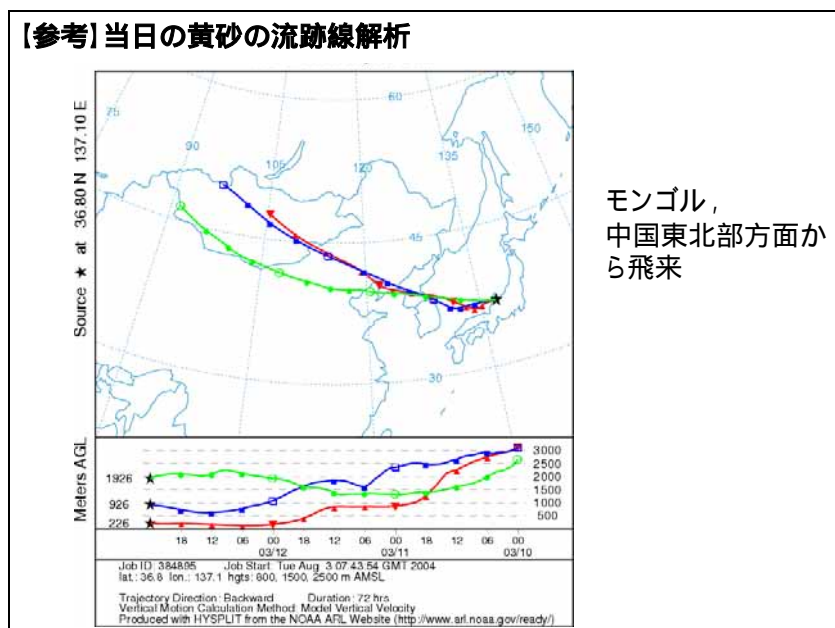 【参考】当日の黄砂の流跡線解析
Source ★ at 36.80 N 137.10 E
75
90
105
120
135
150
60
45
30
モンゴル,
中国東北部方面か
ら飛来
Meters AGL
1926
926
226
3000
2500
2000
1500
1000
500
18 12 06 00 18 12 06 00 18 12 06 00
03/12 03/11 03/10
Job ID: 384895 Job Start: Tue Aug 3 07:43:54 GMT 2004
lat.: 36.8 lon.: 137.1 hgts: 800, 1500, 2500 m AMSL
Trajectory Direction: Backward Duration: 72 hrs
Vertical Motion Calculation Method: Model Vertical Velocity
Produced with HYSPLIT from the NOAA ARL Website (http://www.arl.noaa.gov/ready/)